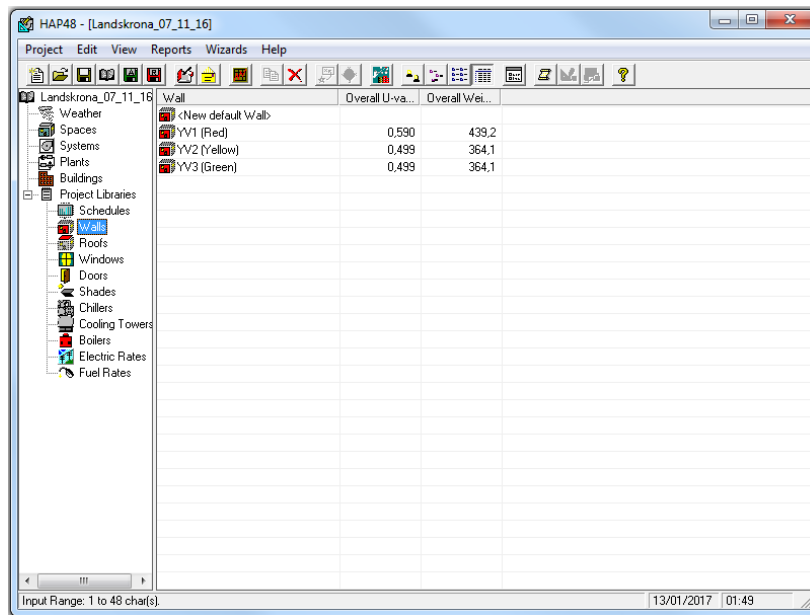 HAP48 - [Landskrona_07_11_16]
Project Edit View Reports Wizards Help
Landskrona_07_11_16
Weather
Spaces
Systems
Plants
Buildings
Project Libraries
Schedules
Walls
Roofs
Windows
Doors
Shades
Chillers
Cooling Towers
Boilers
Electric Rates
Fuel Rates
Wall Overall U-va... Overall Wei...
<New default Wall>
YV1 (Red) 0,590 439,2
YV2 (Yellow) 0,499 364,1
YV3 (Green) 0,499 364,1
Input Range: 1 to 48 char(s). 13/01/2017 01:49